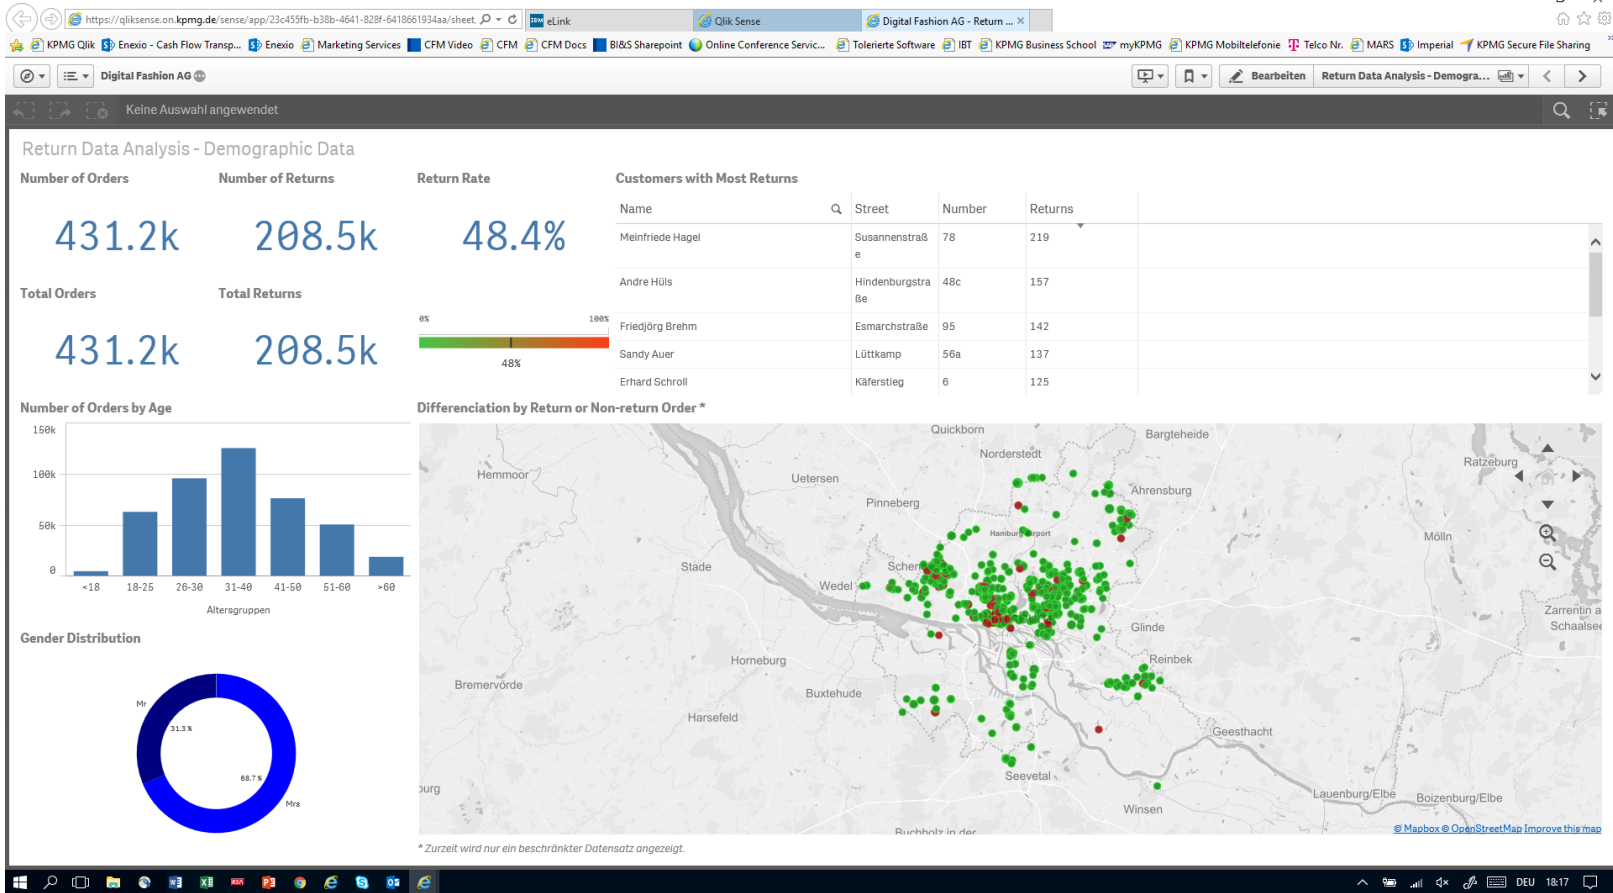 https://qliksense.on.kpmg.de/sense/app/23c455fb-b38b-4641-828f-6418661934aa/sheet,
IBM eLink
Qlik Sense
Digital Fashion AG - Return ... ×
KPMG Qlik
Enexio - Cash Flow Transp...
Enexio
Marketing Services
CFM Video
CFM
CFM Docs
BI&S Sharepoint
Online Conference Servic...
Tolerierte Software
IBT
KPMG Business School
myKPMG
KPMG Mobiltelefonie
Telco Nr.
MARS
Imperial
KPMG Secure File Sharing
Digital Fashion AG
Bearbeiten
Return Data Analysis - Demogra...
Keine Auswahl angewendet
Return Data Analysis - Demographic Data
Number of Orders
431.2k
Number of Returns
208.5k
Return Rate
48.4%
Total Orders
431.2k
Total Returns
208.5k
0% 100%
48%
Customers with Most Returns
Name Street Number Returns
Meinfriede Hagel Susannenstraß 78 219
e
Andre Hüls Hindenburgstra 48c 157
ße
Friedjörg Brehm Esmarchstraße 95 142
Sandy Auer Lüttkamp 56a 137
Erhard Schroll Käferstieg 6 125
Number of Orders by Age
150k
100k
50k
0
<18 18-25 26-30 31-40 41-50 51-60 >60
Altersgruppen
Gender Distribution
Mr
31.3 %
68.7 %
Mrs
Differenciation by Return or Non-return Order *
Quickborn
Bargteheide
Norderstedt
Ratzeburg
Hemmoor
Uetersen
Ahrensburg
Pinneberg
Hamburg Airport
Mölln
Stade
Schen
Wedel
Zarrentin a
Schaalsee
Glinde
Reinbek
Horneburg
Bremervörde
Buxtehude
Harsefeld
Geesthacht
Seevetal
burg
Lauenburg/Elbe
Boizenburg/Elbe
Winsen
Buchholz in der
© Mapbox © OpenStreetMap Improve this map
* Zurzeit wird nur ein beschränkter Datensatz angezeigt.
DEU 18:17